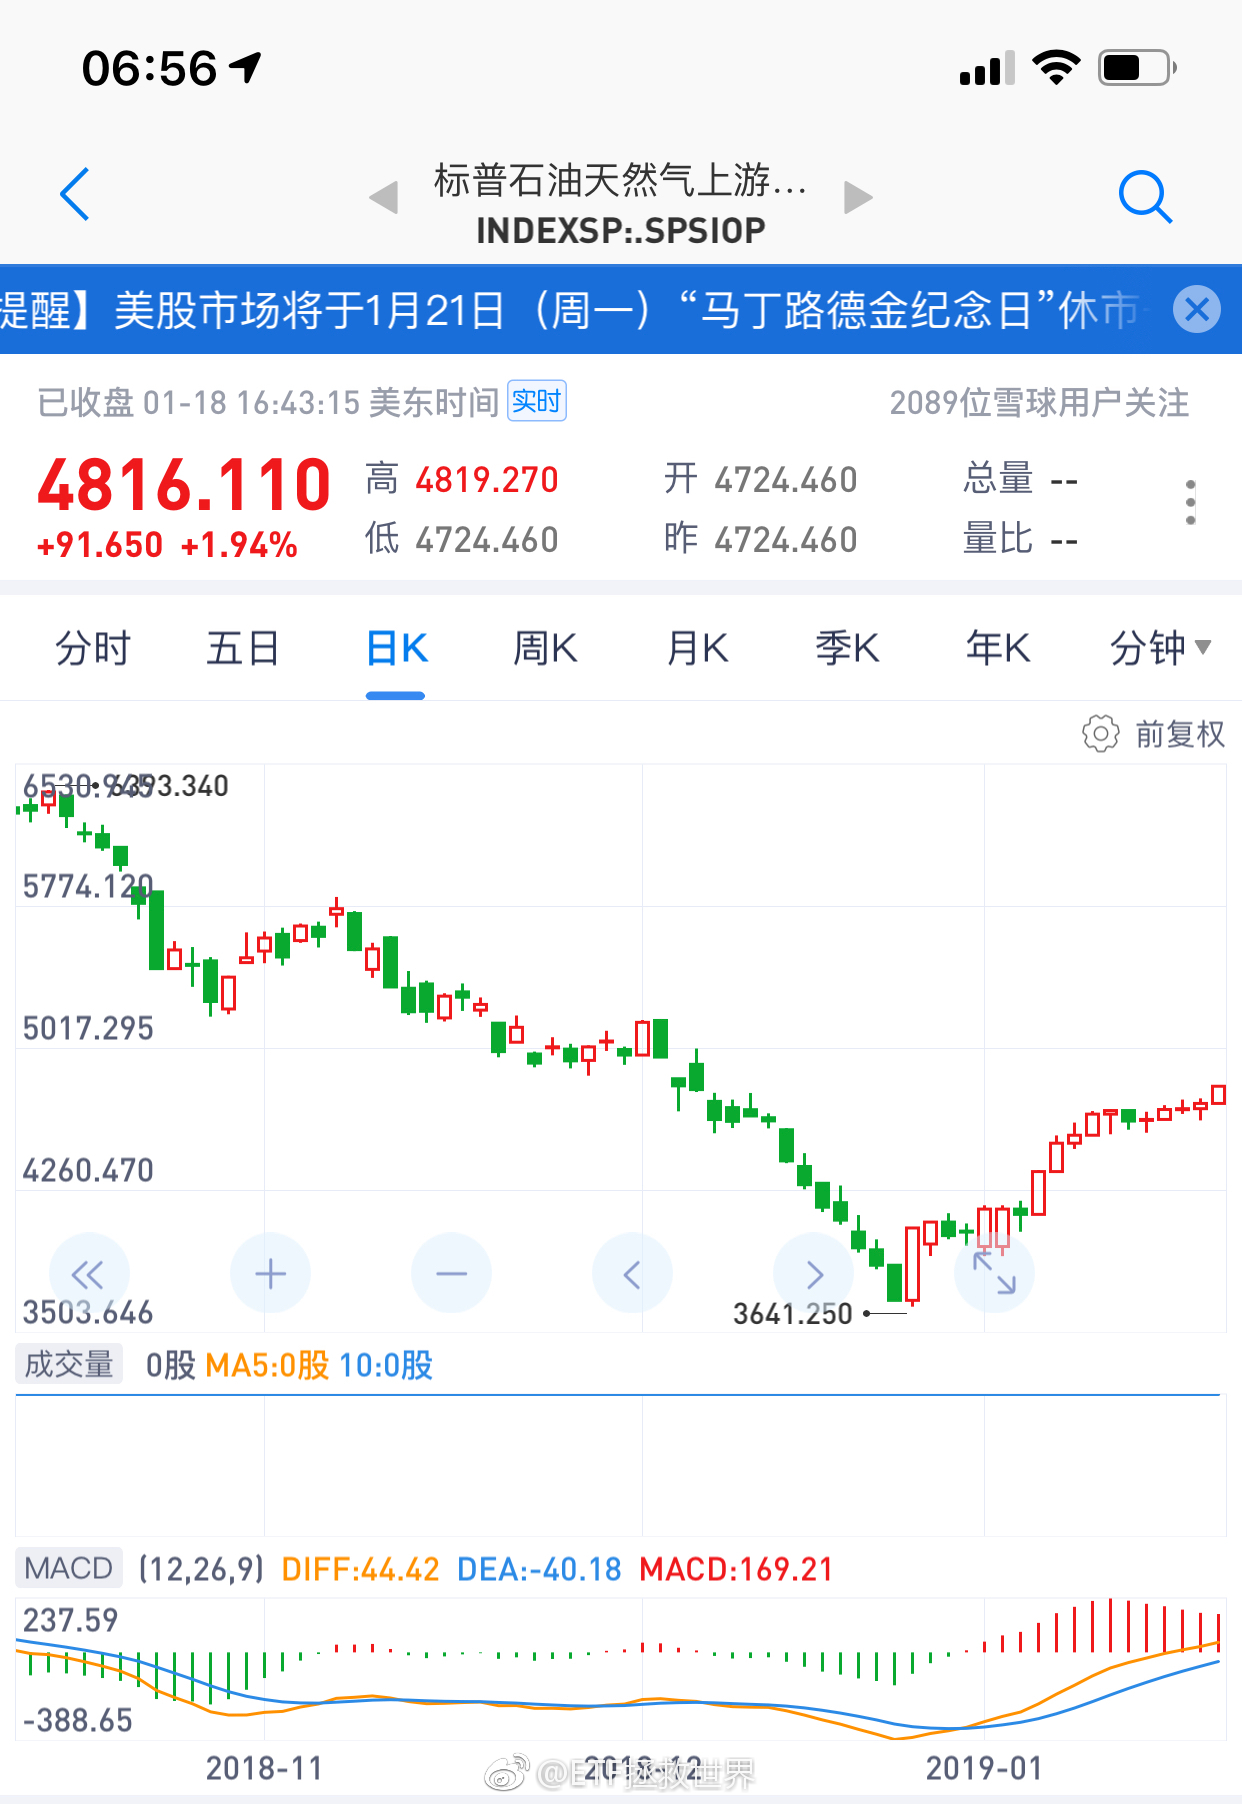 06:56
标普石油天然气上游...
INDEXSP:.SPSIOP
提醒】美股市场将于1月21日（周一）“马丁路德金纪念日”休市
已收盘 01-18 16:43:15 美东时间 实时 2089位雪球用户关注
4816.110 高 4819.270 开 4724.460 总量 --
+91.650 +1.94% 低 4724.460 昨 4724.460 量比 --
分时 五日 日K 周K 月K 季K 年K 分钟
前复权
6530.945 6393.340
5774.120
5017.295
4260.470
3503.646 3641.250
成交量 0股 MA5:0股 10:0股
MACD (12,26,9) DIFF:44.42 DEA:-40.18 MACD:169.21
237.59
-388.65
2018-11 2018-12 2019-01
@ETF拯救世界